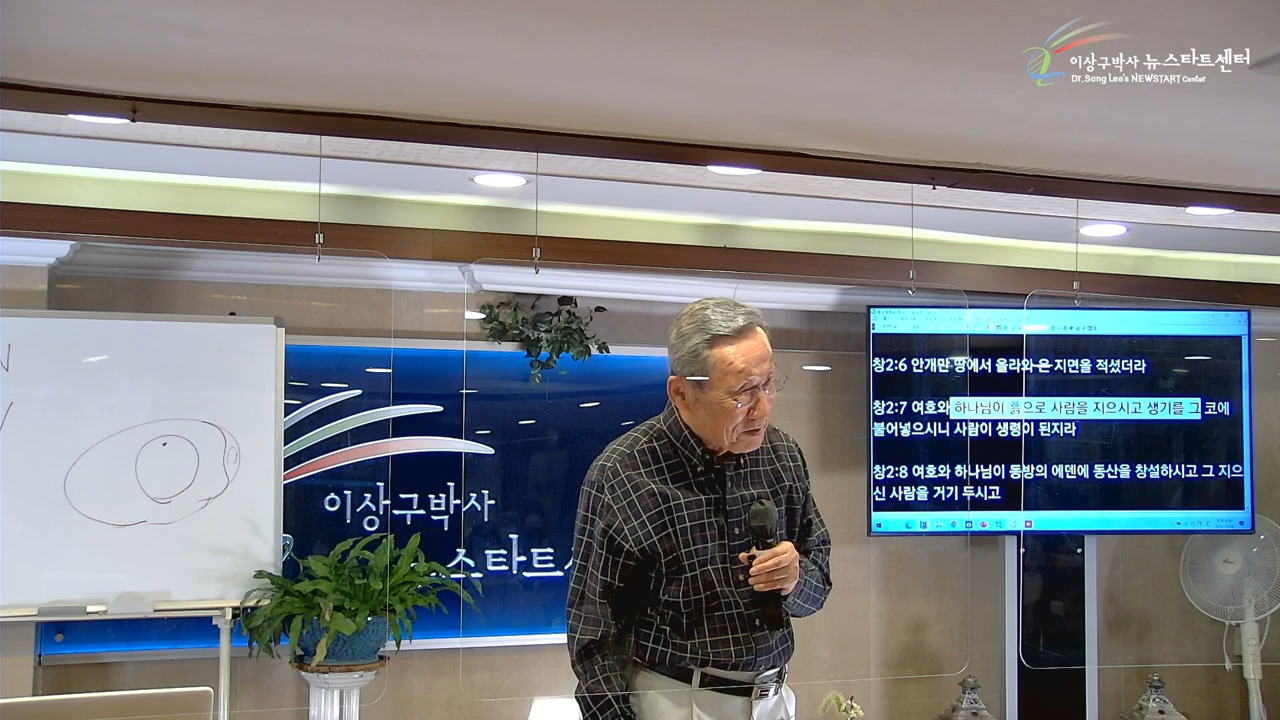 이상구박사 뉴스타트센터
Dr. Sang Lee's NEWSTART Center
창2:6 안개만 땅에서 올라와 온 지면을 적셨더라
창2:7 여호와 하나님이 흙으로 사람을 지으시고 생기를 그 코에
불어넣으시니 사람이 생령이 된지라
창2:8 여호와 하나님이 동방의 에덴에 동산을 창설하시고 그 지으
신 사람을 거기 두시고
이상구박사
스타트